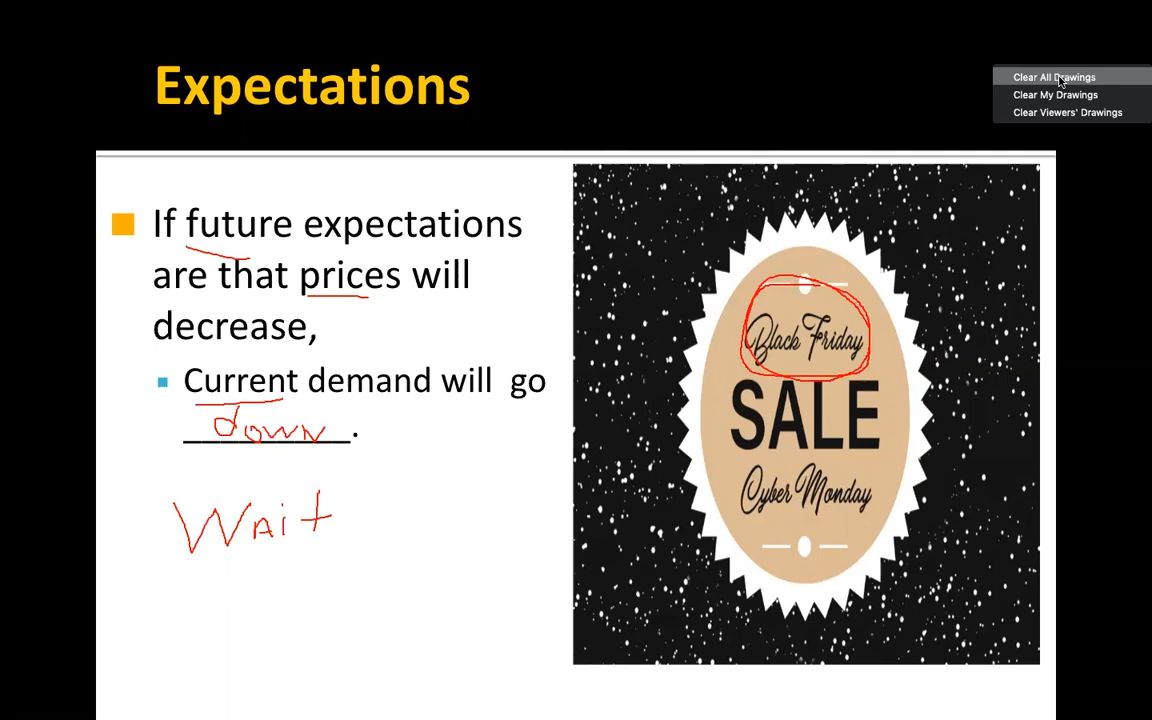 Expectations
Clear All Drawings
Clear My Drawings
Clear Viewers' Drawings
If future expectations
are that prices will
decrease,
Current demand will go
down.
Wait
Black Friday
SALE
Cyber Monday